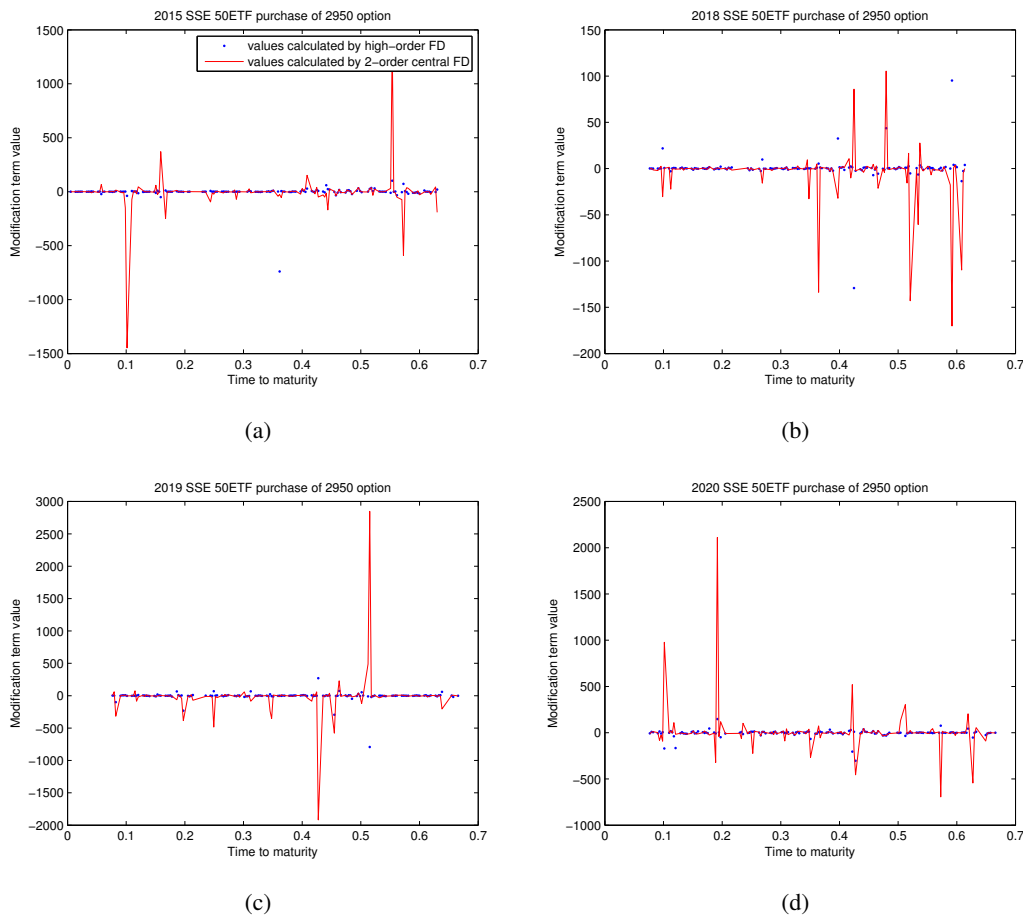 2015 SSE 50ETF purchase of 2950 option
1500
1000
500
0
−500
−1000
−1500
0 0.1 0.2 0.3 0.4 0.5 0.6 0.7
Modification term value
Time to maturity
values calculated by high-order FD
values calculated by 2-order central FD
(a)
2018 SSE 50ETF purchase of 2950 option
150
100
50
0
−50
−100
−150
−200
0 0.1 0.2 0.3 0.4 0.5 0.6 0.7
Modification term value
Time to maturity
(b)
2019 SSE 50ETF purchase of 2950 option
3000
2500
2000
1500
1000
500
0
−500
−1000
−1500
−2000
0 0.1 0.2 0.3 0.4 0.5 0.6 0.7
Modification term value
Time to maturity
(c)
2020 SSE 50ETF purchase of 2950 option
2500
2000
1500
1000
500
0
−500
−1000
0 0.1 0.2 0.3 0.4 0.5 0.6 0.7
Modification term value
Time to maturity
(d)